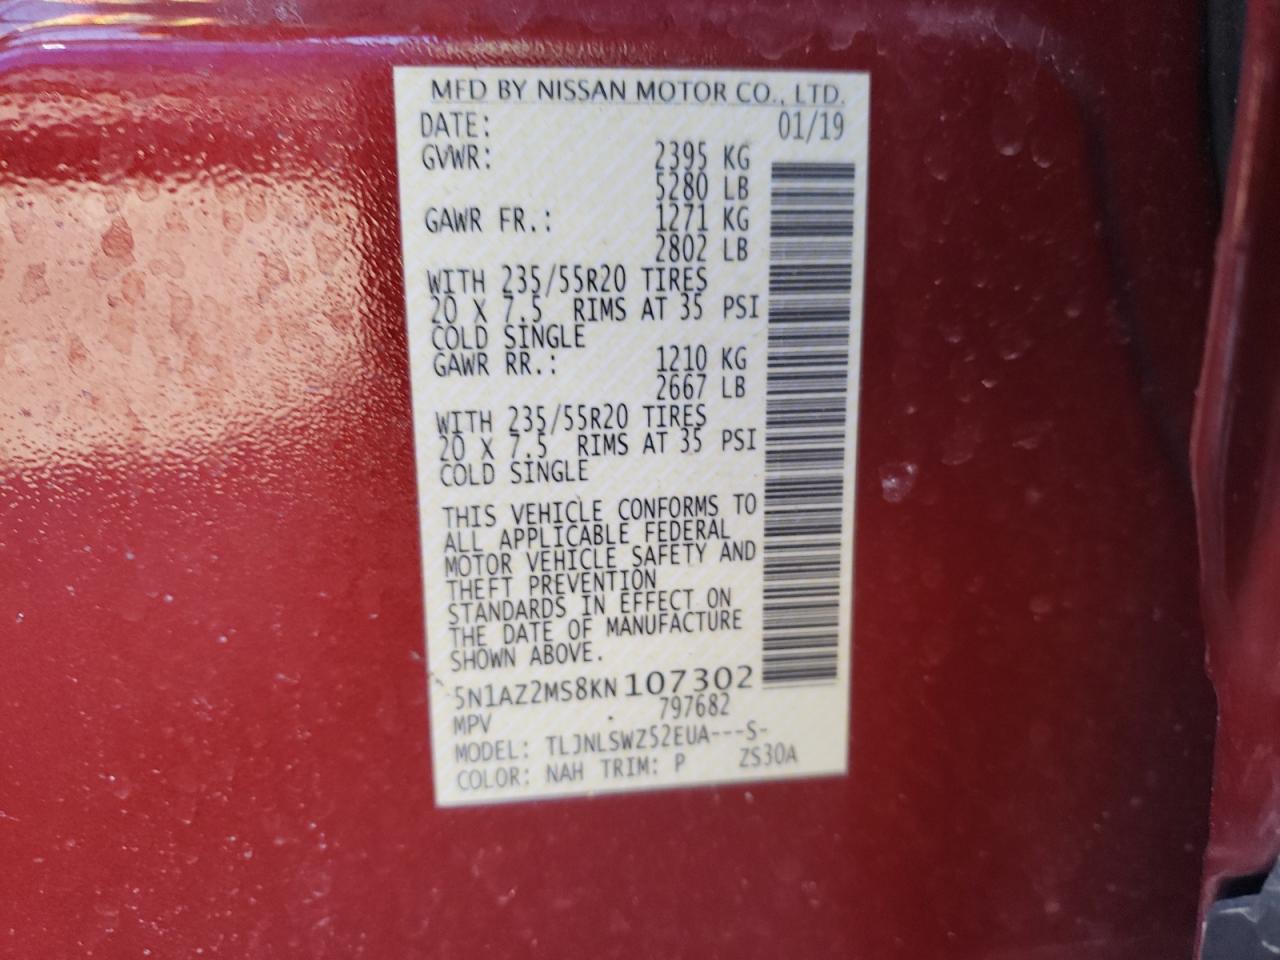 MFD BY NISSAN MOTOR CO., LTD.
DATE: 01/19
GVWR: 2395 KG
5280 LB
GAWR FR.: 1271 KG
2802 LB
WITH 235/55R20 TIRES
20 X 7.5 RIMS AT 35 PSI
COLD SINGLE
GAWR RR.: 1210 KG
2667 LB
WITH 235/55R20 TIRES
20 X 7.5 RIMS AT 35 PSI
COLD SINGLE
THIS VEHICLE CONFORMS TO
ALL APPLICABLE FEDERAL
MOTOR VEHICLE SAFETY AND
THEFT PREVENTION
STANDARDS IN EFFECT ON
THE DATE OF MANUFACTURE
SHOWN ABOVE.
5N1AZ2MS8KN 107302
MPV 797682
MODEL: TLJNLSWZ52EUA---S-
COLOR: NAH TRIM: P ZS30A